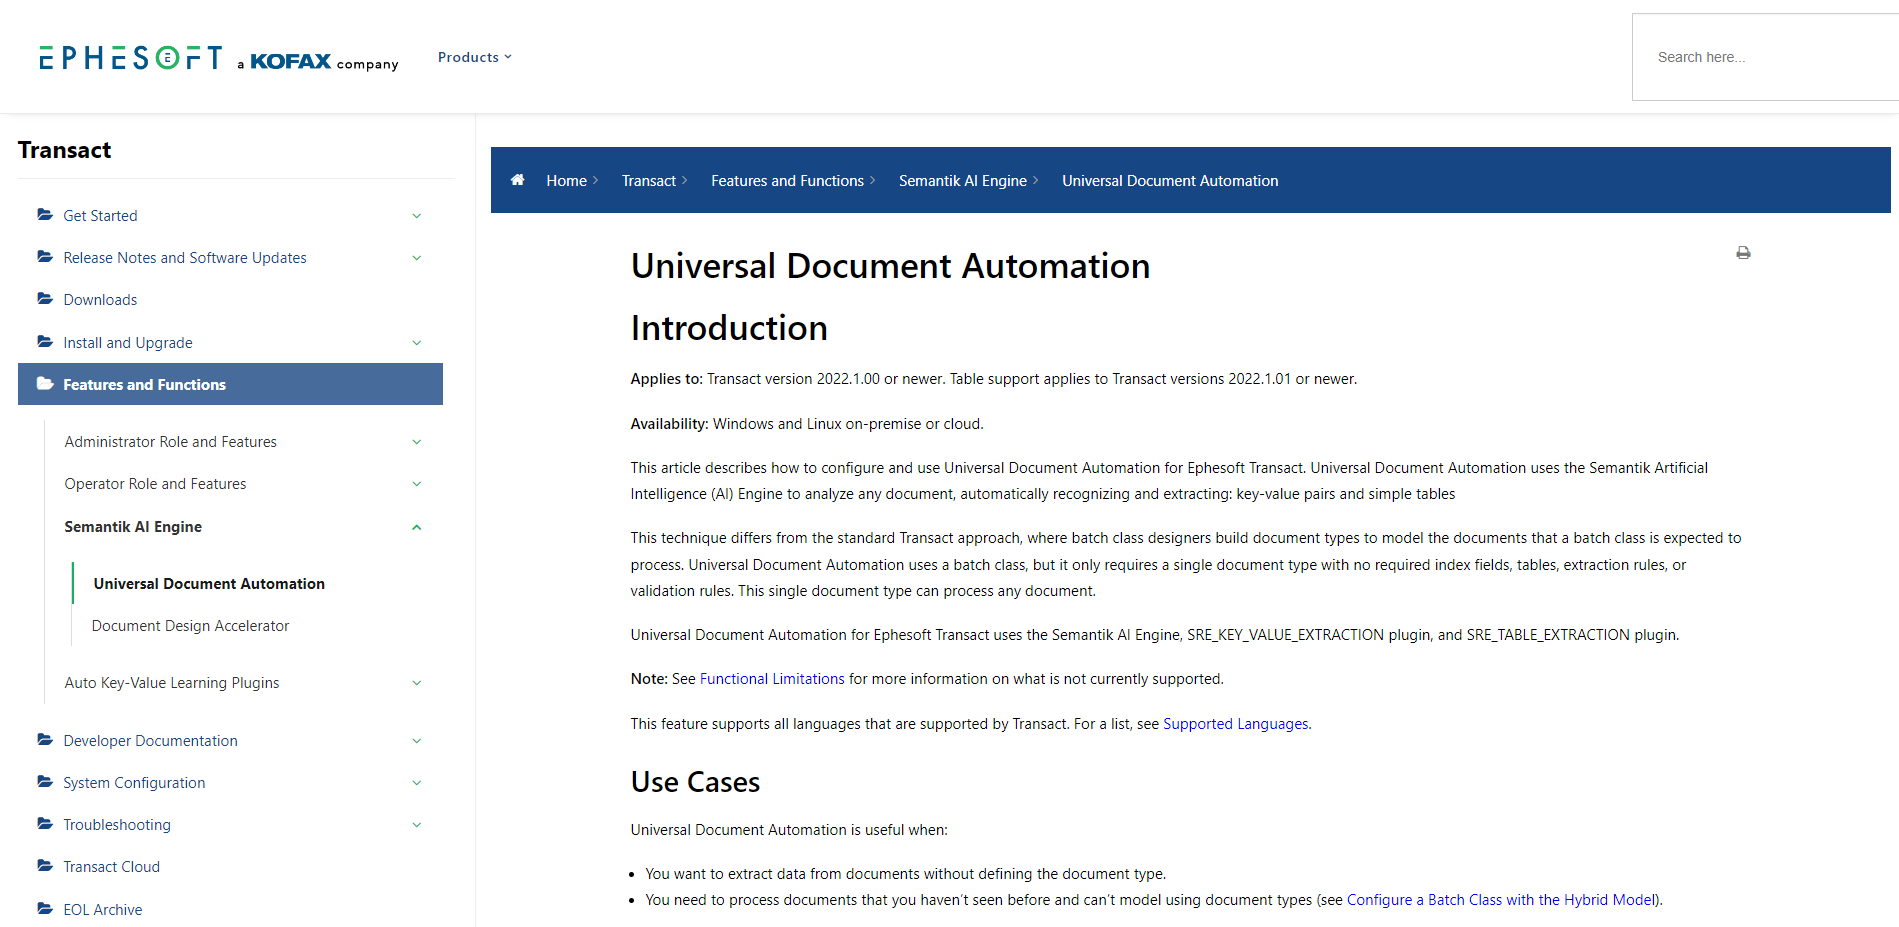 EPHESOFT a KOFAX company
Products
Search here...
Transact
Get Started
Release Notes and Software Updates
Downloads
Install and Upgrade
Features and Functions
Administrator Role and Features
Operator Role and Features
Semantik AI Engine
Universal Document Automation
Document Design Accelerator
Auto Key-Value Learning Plugins
Developer Documentation
System Configuration
Troubleshooting
Transact Cloud
EOL Archive
Home Transact Features and Functions Semantik AI Engine Universal Document Automation
Universal Document Automation
Introduction
Applies to: Transact version 2022.1.00 or newer. Table support applies to Transact versions 2022.1.01 or newer.
Availability: Windows and Linux on-premise or cloud.
This article describes how to configure and use Universal Document Automation for Ephesoft Transact. Universal Document Automation uses the Semantik Artificial
Intelligence (AI) Engine to analyze any document, automatically recognizing and extracting: key-value pairs and simple tables
This technique differs from the standard Transact approach, where batch class designers build document types to model the documents that a batch class is expected to
process. Universal Document Automation uses a batch class, but it only requires a single document type with no required index fields, tables, extraction rules, or
validation rules. This single document type can process any document.
Universal Document Automation for Ephesoft Transact uses the Semantik AI Engine, SRE_KEY_VALUE_EXTRACTION plugin, and SRE_TABLE_EXTRACTION plugin.
Note: See Functional Limitations for more information on what is not currently supported.
This feature supports all languages that are supported by Transact. For a list, see Supported Languages.
Use Cases
Universal Document Automation is useful when:
• You want to extract data from documents without defining the document type.
• You need to process documents that you haven't seen before and can't model using document types (see Configure a Batch Class with the Hybrid Model).